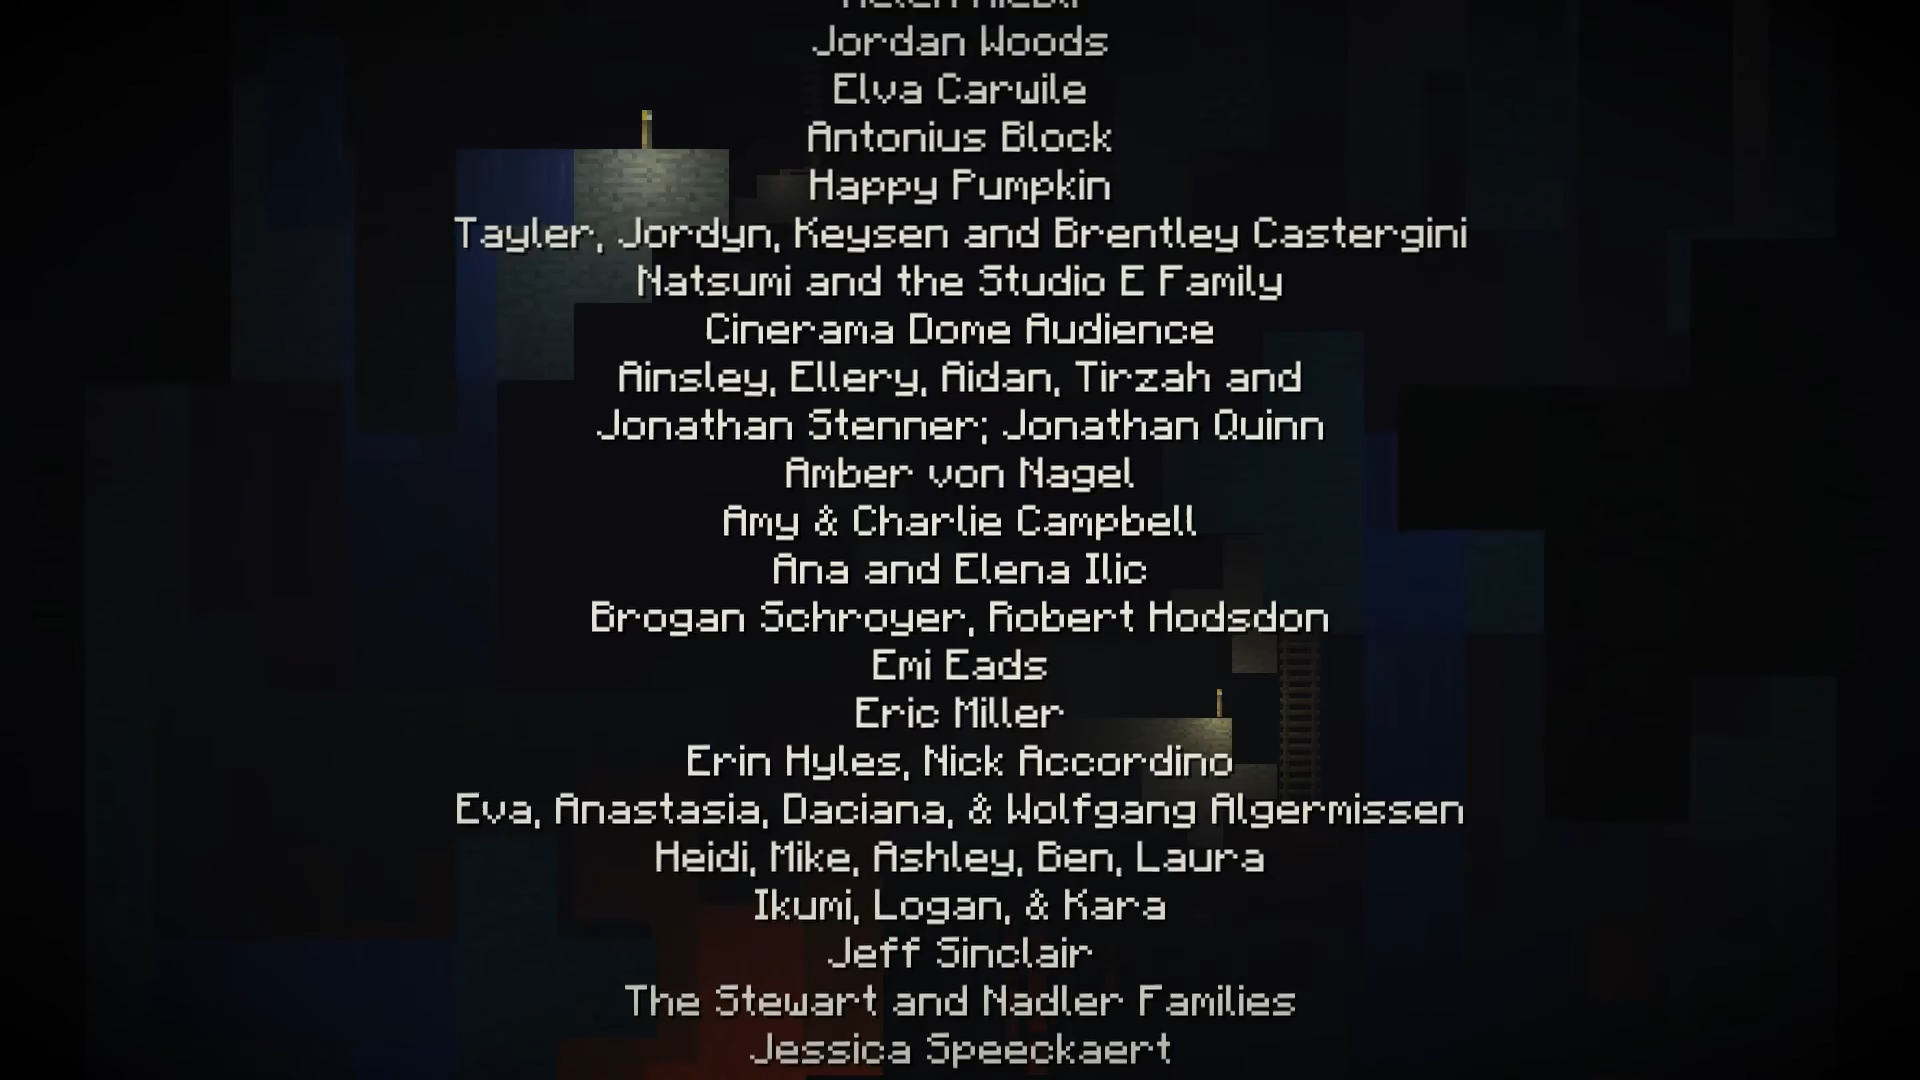 Jordan Woods
Elva Carwile
Antonius Block
Happy Pumpkin
Tayler, Jordyn, Keysen and Brentley Castergini
Natsumi and the Studio E Family
Cinerama Dome Audience
Ainsley, Ellery, Aidan, Tirzah and
Jonathan Stenner; Jonathan Quinn
Amber von Nagel
Amy & Charlie Campbell
Ana and Elena Ilic
Brogan Schroyer, Robert Hodsdon
Emi Eads
Eric Miller
Erin Hyles, Nick Accordino
Eva, Anastasia, Daciana, & Wolfgang Algermissen
Heidi, Mike, Ashley, Ben, Laura
Ikumi, Logan, & Kara
Jeff Sinclair
The Stewart and Nadler Families
Jessica Speeckaert